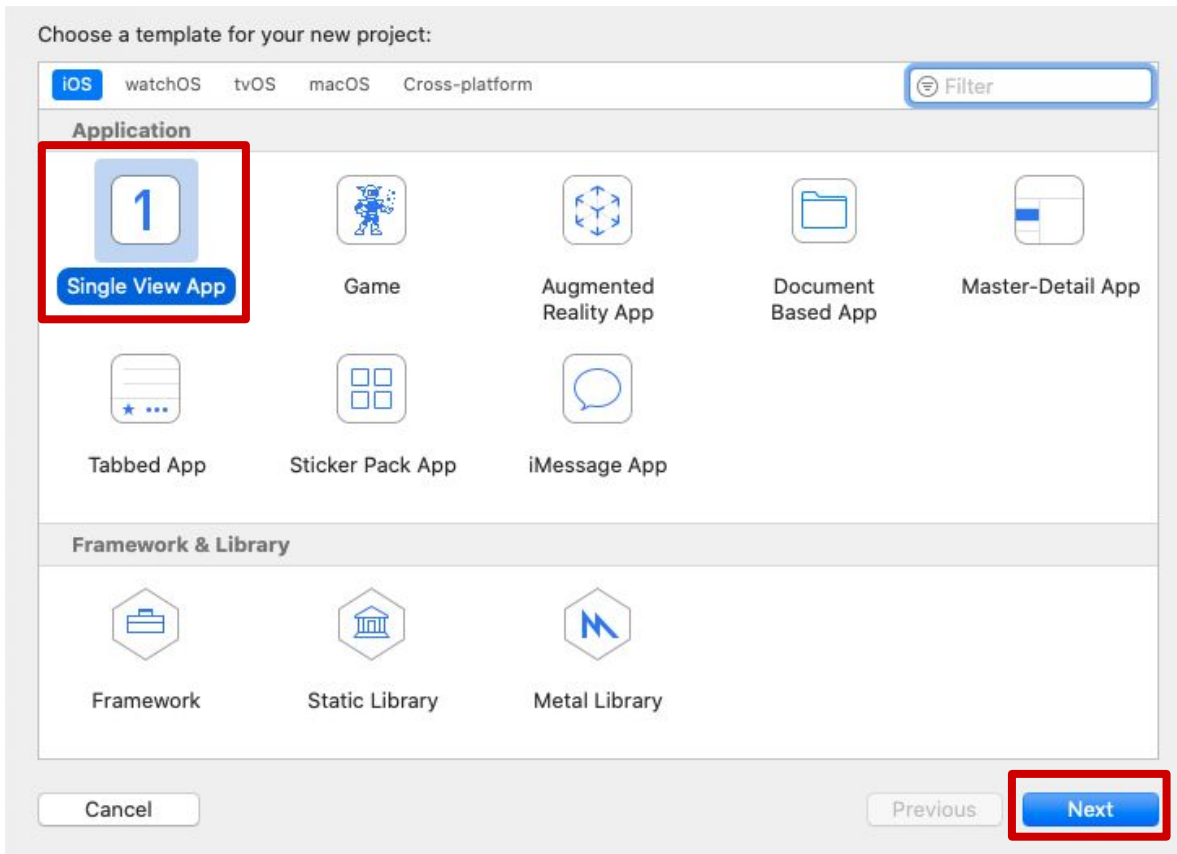 Choose a template for your new project:
iOS watchOS tvOS macOS Cross-platform Filter
Application
1
Single View App Game Augmented Reality App Document Based App Master-Detail App
Tabbed App Sticker Pack App iMessage App
Framework & Library
Framework Static Library Metal Library
Cancel Previous Next